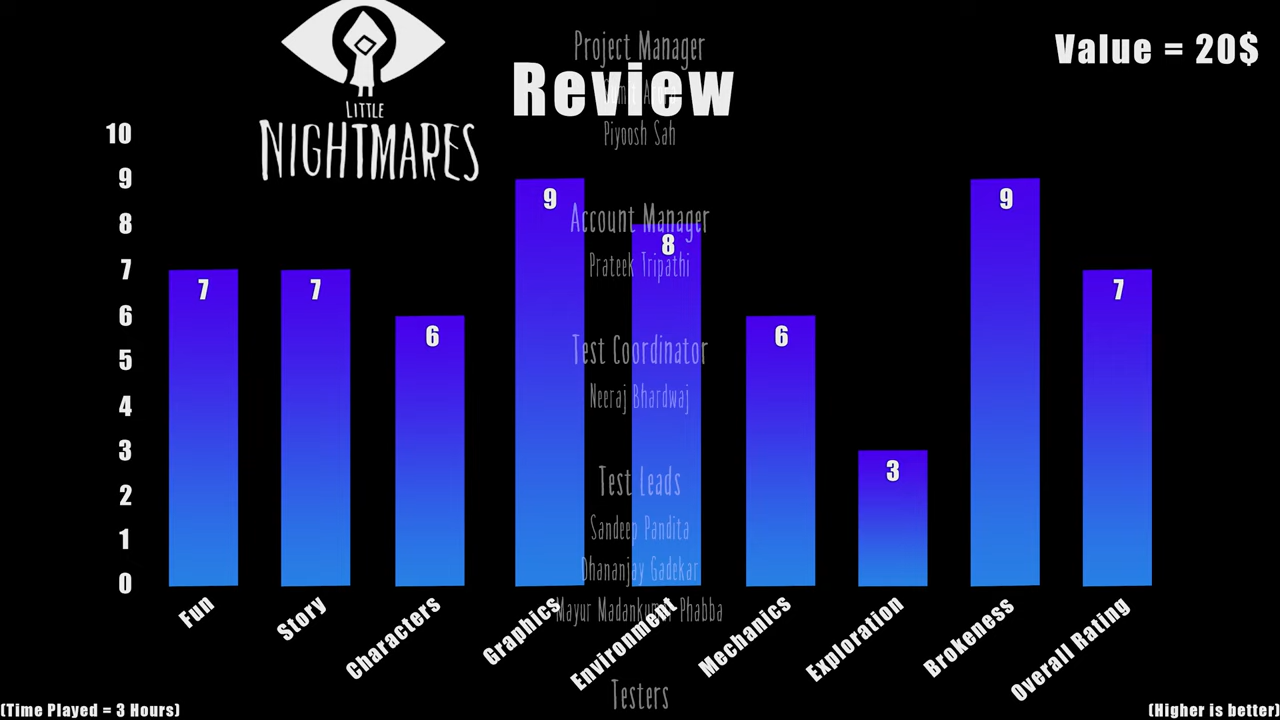 Project Manager
Value = 20$
Review
LITTLE
NIGHTMARES
Piyoosh Sah
10
9
8
7
6
5
4
3
2
1
0
7
7
6
9
8
6
3
9
7
Account Manager
Prateek Tripathi
Test Coordinator
Neeraj Bhardwaj
Test Leads
Sandeep Pandita
Dhananjay Gadekar
Mayur Madankumar Phabba
Testers
Fun
Story
Characters
Graphics
Environment
Mechanics
Exploration
Brokeness
Overall Rating
(Time Played = 3 Hours)
(Higher is better)